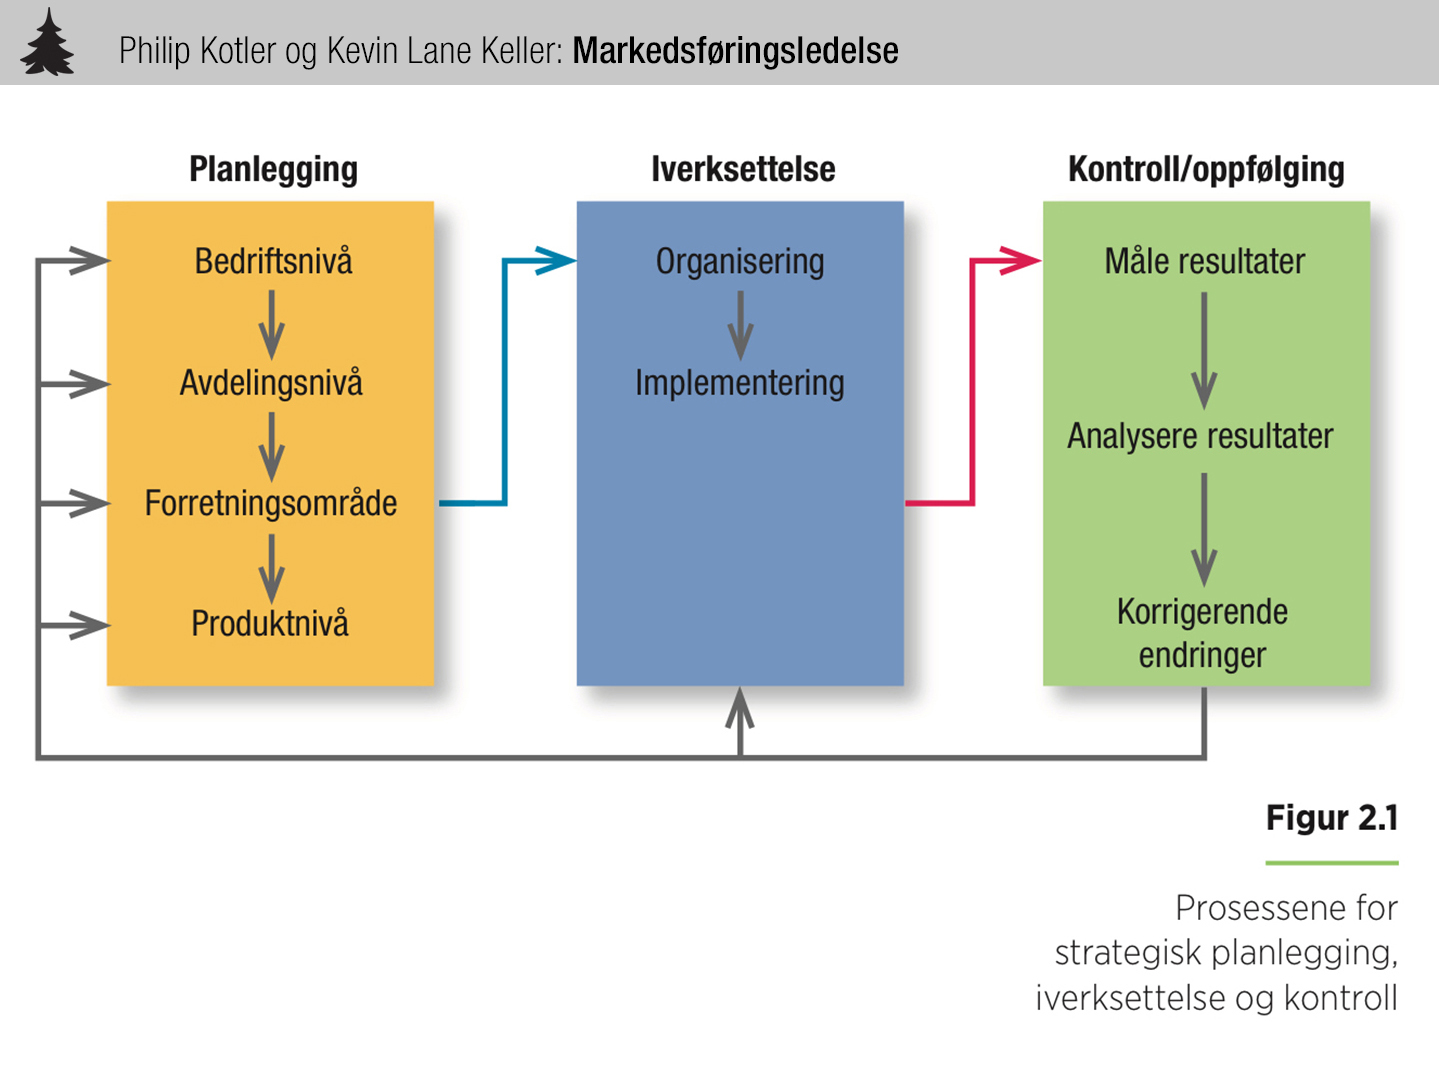 Philip Kotler og Kevin Lane Keller: Markedsføringsledelse
Planlegging
Bedriftsnivå
Avdelingsnivå
Forretningsområde
Produktnivå
Iverksettelse
Organisering
Implementering
Kontroll/oppfølging
Måle resultater
Analysere resultater
Korrigerende
endringer
Figur 2.1
Prosessene for
strategisk planlegging,
iverksettelse og kontroll